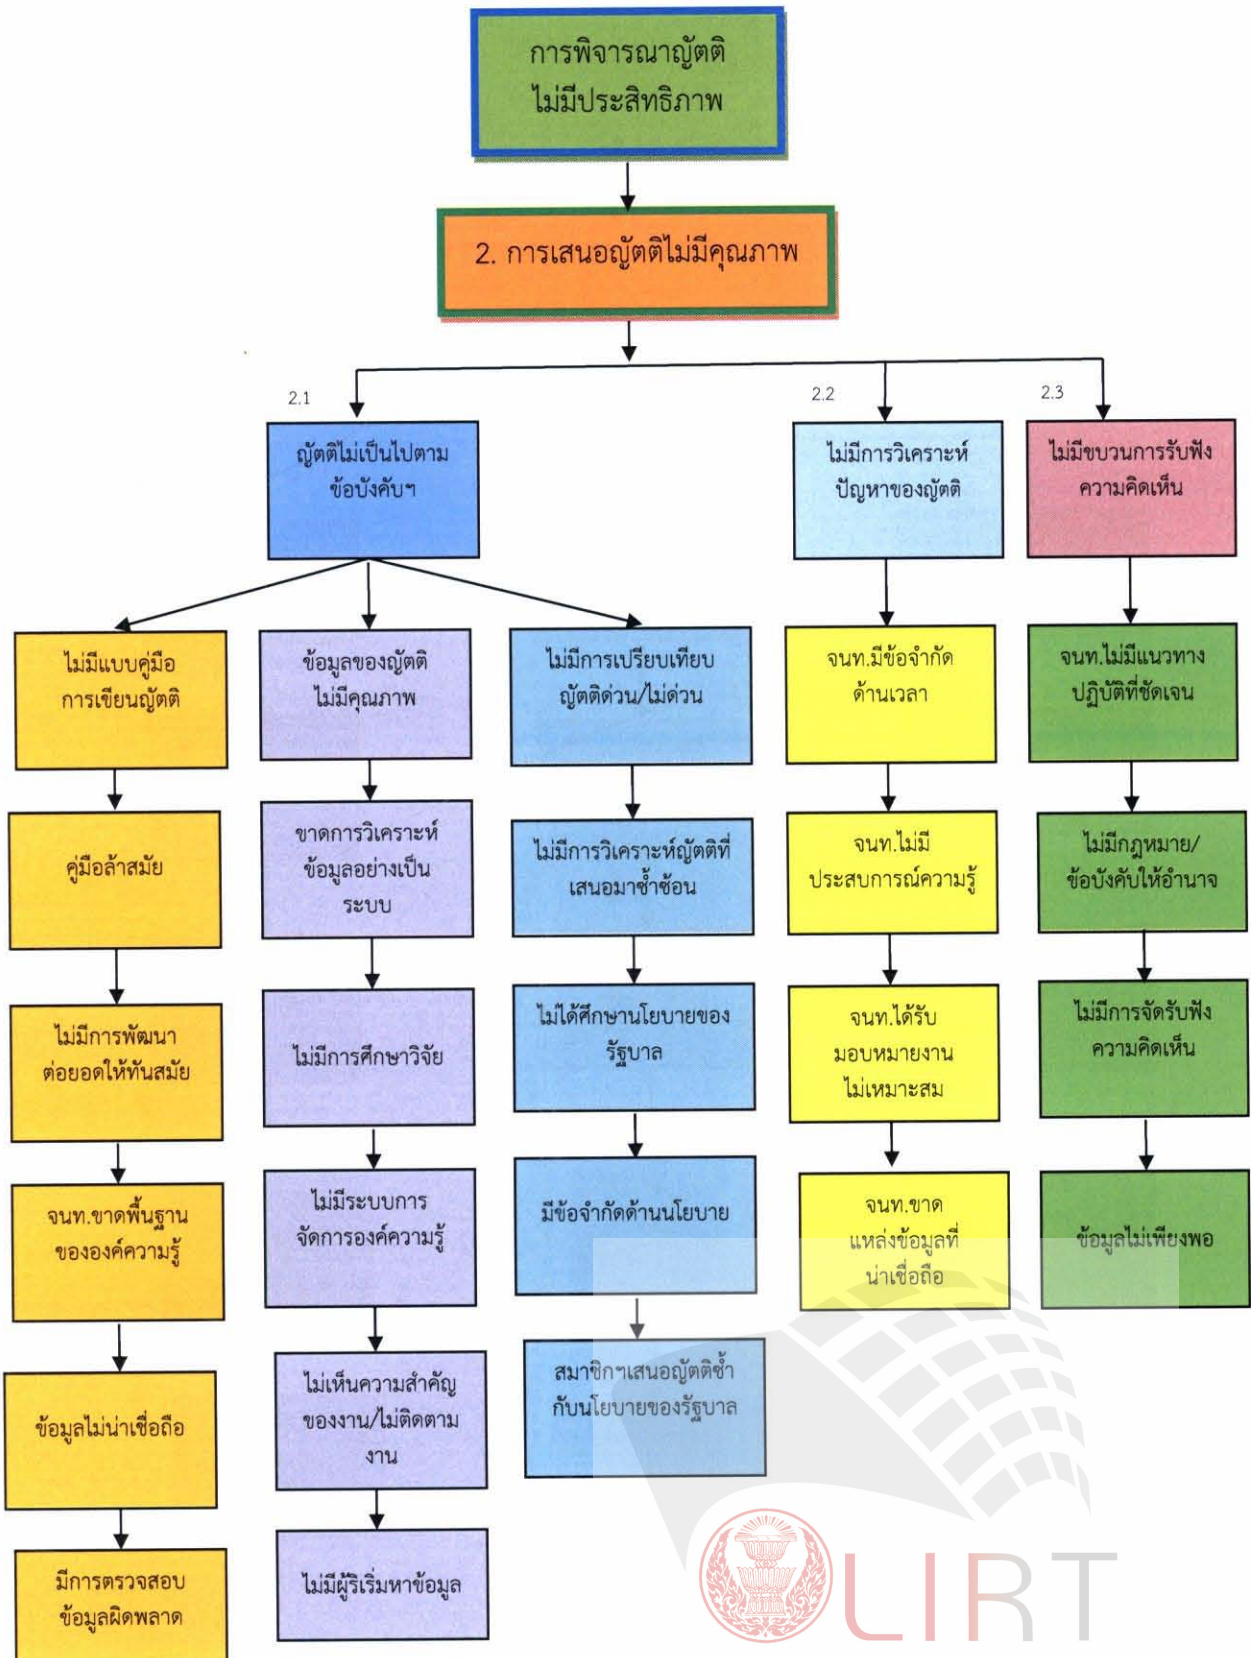 การพิจารณาญัตติ
ไม่มีประสิทธิภาพ
2. การเสนอญัตติไม่มีคุณภาพ
2.1
ญัตติไม่เป็นไปตาม
ข้อบังคับฯ
2.2
ไม่มีการวิเคราะห์
ปัญหาของญัตติ
2.3
ไม่มีขบวนการรับฟัง
ความคิดเห็น
ไม่มีแบบคู่มือ
การเขียนญัตติ
คู่มือล้าสมัย
ไม่มีการพัฒนา
ต่อยอดให้ทันสมัย
จนท.ขาดพื้นฐาน
ขององค์ความรู้
ข้อมูลไม่น่าเชื่อถือ
มีการตรวจสอบ
ข้อมูลผิดพลาด
ข้อมูลของญัตติ
ไม่มีคุณภาพ
ขาดการวิเคราะห์
ข้อมูลอย่างเป็น
ระบบ
ไม่มีการศึกษาวิจัย
ไม่มีระบบการ
จัดการองค์ความรู้
ไม่เห็นความสำคัญ
ของงาน/ไม่ติดตาม
งาน
ไม่มีผู้ริเริ่มหาข้อมูล
ไม่มีการเปรียบเทียบ
ญัตติด่วน/ไม่ด่วน
ไม่มีการวิเคราะห์ญัตติที่
เสนอมาซ้ำซ้อน
ไม่ได้ศึกษานโยบายของ
รัฐบาล
มีข้อจำกัดด้านนโยบาย
สมาชิกฯเสนอญัตติซ้ำ
กับนโยบายของรัฐบาล
จนท.มีข้อจำกัด
ด้านเวลา
จนท.ไม่มี
ประสบการณ์ความรู้
จนท.ได้รับ
มอบหมายงาน
ไม่เหมาะสม
จนท.ขาด
แหล่งข้อมูลที่
น่าเชื่อถือ
จนท.ไม่มีแนวทาง
ปฏิบัติที่ชัดเจน
ไม่มีกฎหมาย/
ข้อบังคับให้อำนาจ
ไม่มีการจัดรับฟัง
ความคิดเห็น
ข้อมูลไม่เพียงพอ
LIRT